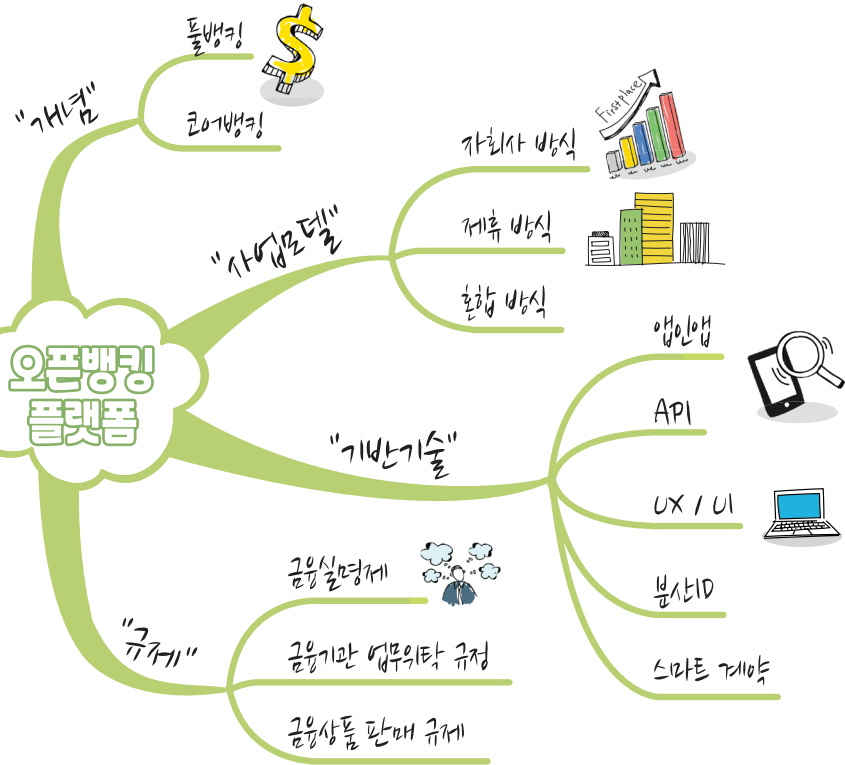 오픈뱅킹
플랫폼
"개념"
풀뱅킹
코어뱅킹
"사업모델"
자회사 방식
First place
제휴 방식
혼합 방식
"기반기술"
앱인앱
API
UX / UI
분산ID
스마트 계약
"규제"
금융실명제
금융기관 업무위탁 규정
금융상품 판매 규제